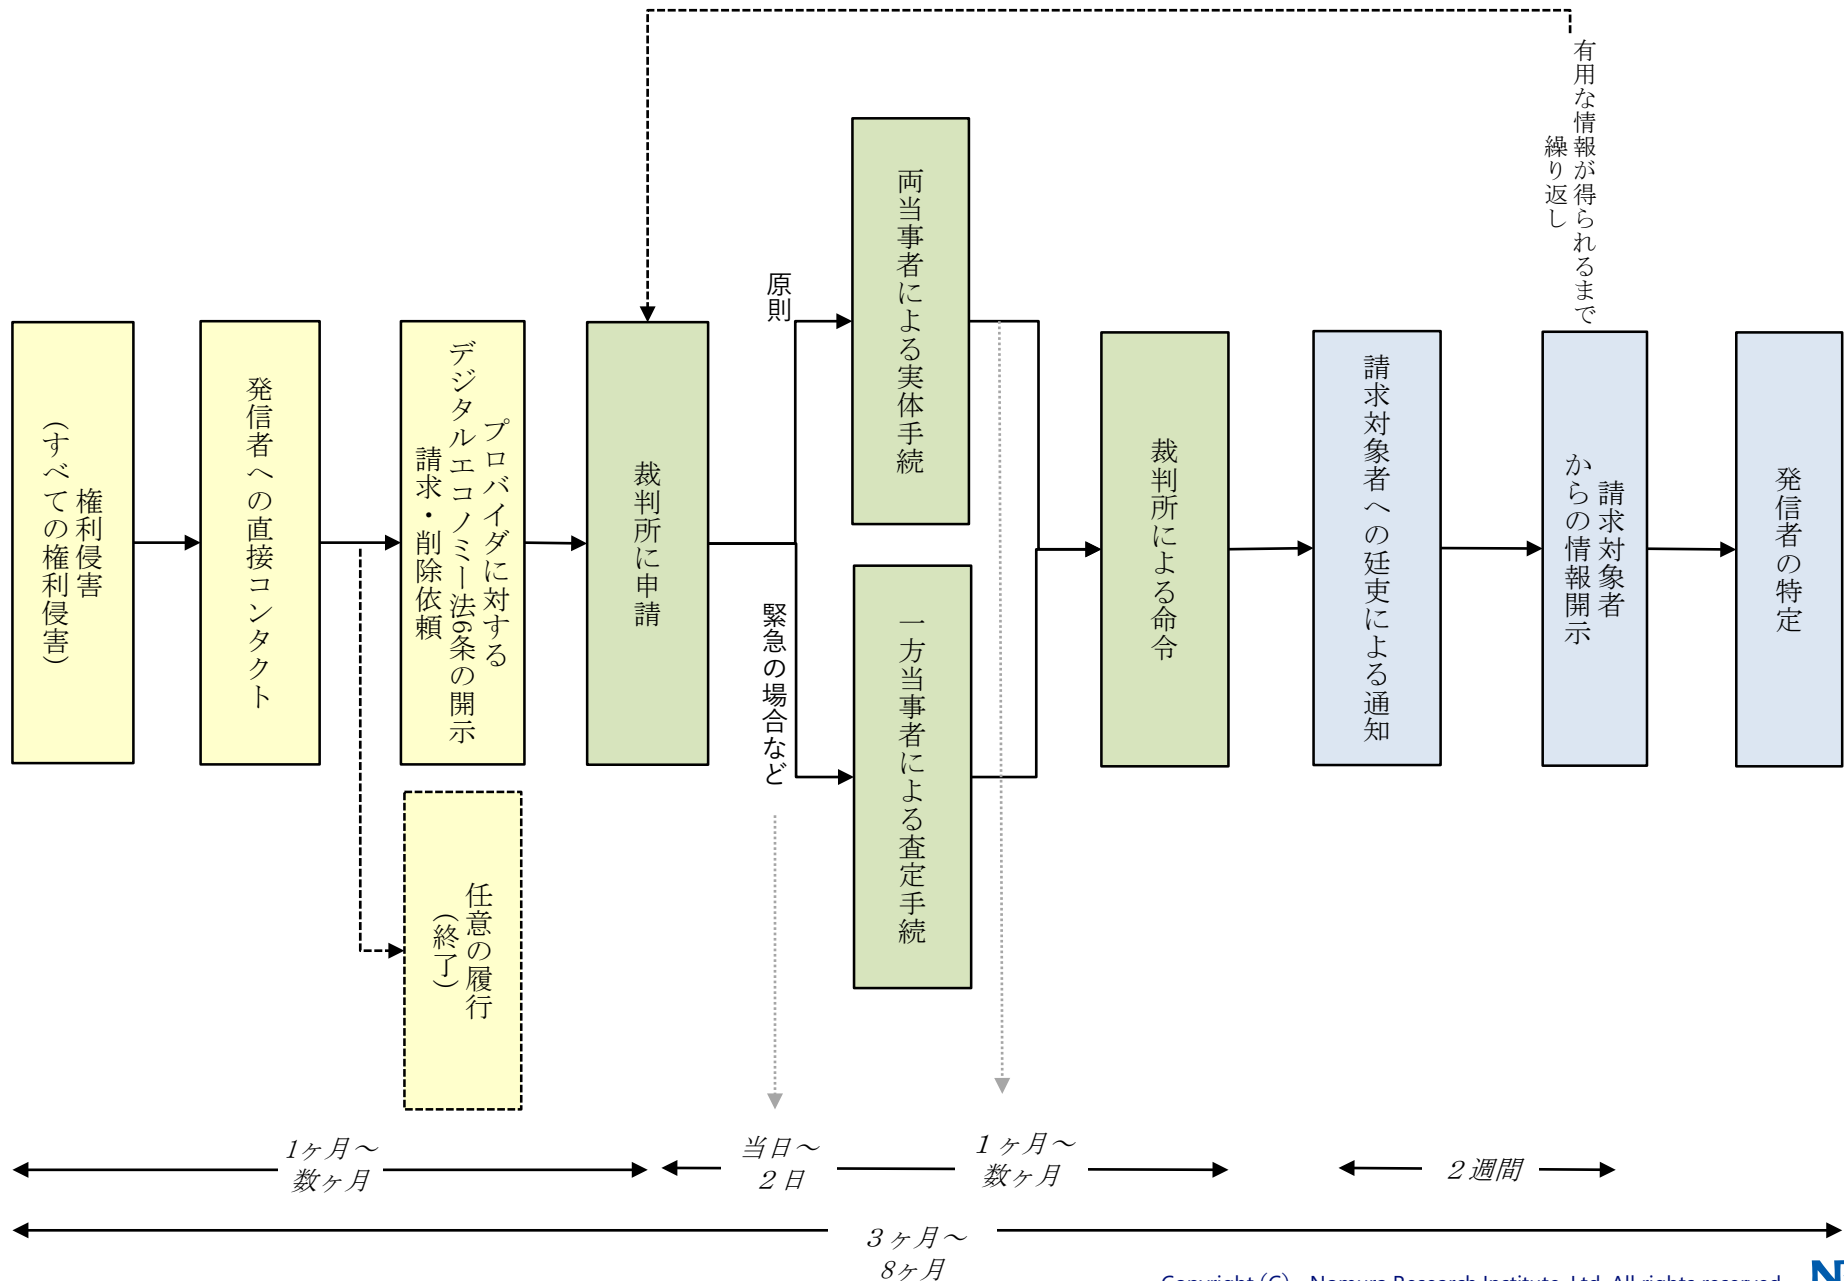 有用な情報が得られるまで
繰り返し
権利侵害
(すべての権利侵害)
発信者への直接コンタクト
プロバイダに対する
デジタルエコノミー法6条の開示
請求・削除依頼
任意の履行
(終了)
裁判所に申請
原則
緊急の場合など
両当事者による実体手続
一方当事者による査定手続
裁判所による命令
請求対象者への廷吏による通知
請求対象者
からの情報開示
発信者の特定
1ヶ月～
数ヶ月
当日～
2日
1ヶ月～
数ヶ月
2週間
3ヶ月～
8ヶ月
Copyright (C) Nomura Research Institute, Ltd. All rights reserved.